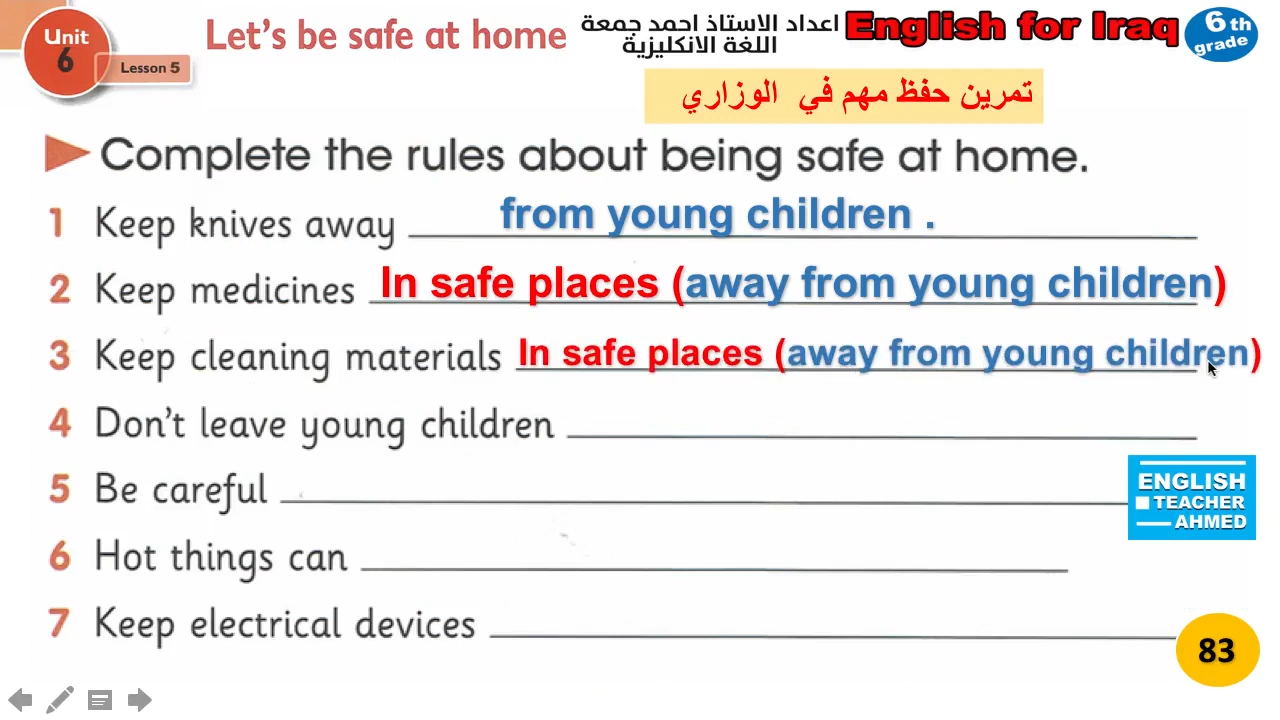 Unit
6
Lesson 5
Let's be safe at home
اعداد الاستاذ احمد جمعة
اللغة الانكليزية
English for Iraq
6 th
grade
تمرين حفظ مهم في الوزاري
Complete the rules about being safe at home.
1 Keep knives away from young children .
2 Keep medicines In safe places (away from young children)
3 Keep cleaning materials In safe places (away from young children)
4 Don't leave young children
5 Be careful
6 Hot things can
7 Keep electrical devices
ENGLISH
TEACHER
AHMED
83